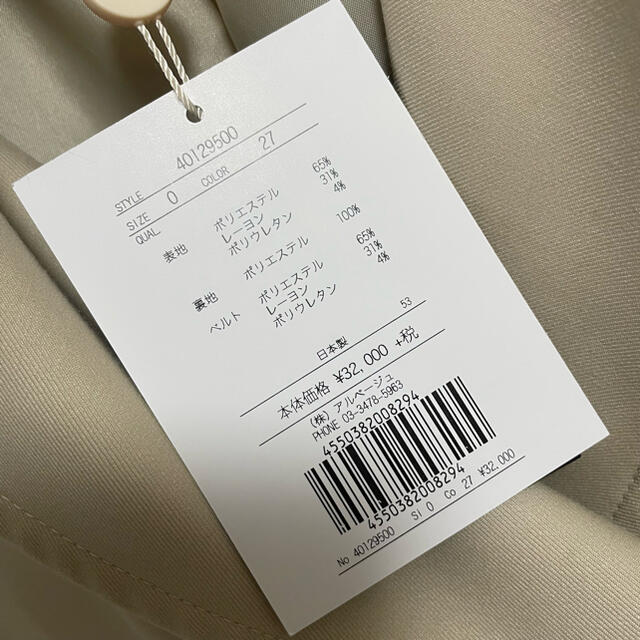 STYLE 40129500
SIZE 0 COLOR 27
QUAL
表地 ポリエステル 65%
レーヨン 31%
ポリウレタン 4%
裏地 ポリエステル 100%
ベルト ポリエステル 65%
レーヨン 31%
ポリウレタン 4%
53
日本製
本体価格 ¥32,000 +税
(株) アルページュ
PHONE 03-3478-5963
4550382008294
4550382008294
No 40129500 Si 0 Co 27 ¥32,000